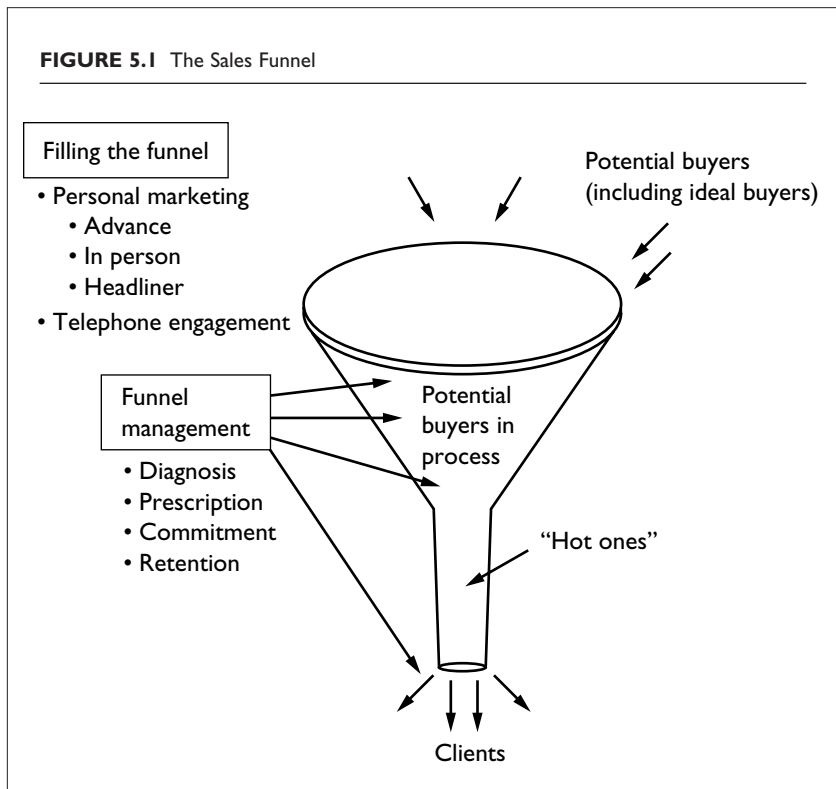 FIGURE 5.1 The Sales Funnel
Filling the funnel
• Personal marketing
• Advance
• In person
• Headliner
• Telephone engagement
Potential buyers
(including ideal buyers)
Funnel
management
• Diagnosis
• Prescription
• Commitment
• Retention
Potential
buyers in
process
“Hot ones”
Clients